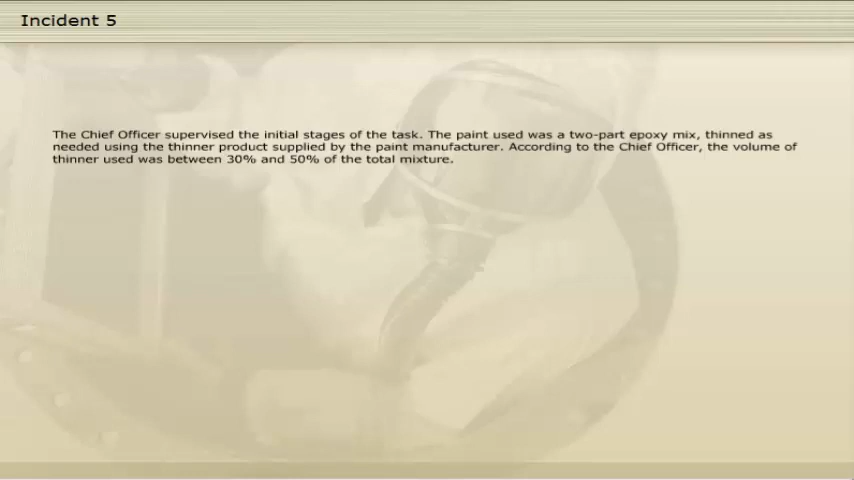 Incident 5
The Chief Officer supervised the initial stages of the task. The paint used was a two-part epoxy mix, thinned as
needed using the thinner product supplied by the paint manufacturer. According to the Chief Officer, the volume of
thinner used was between 30% and 50% of the total mixture.